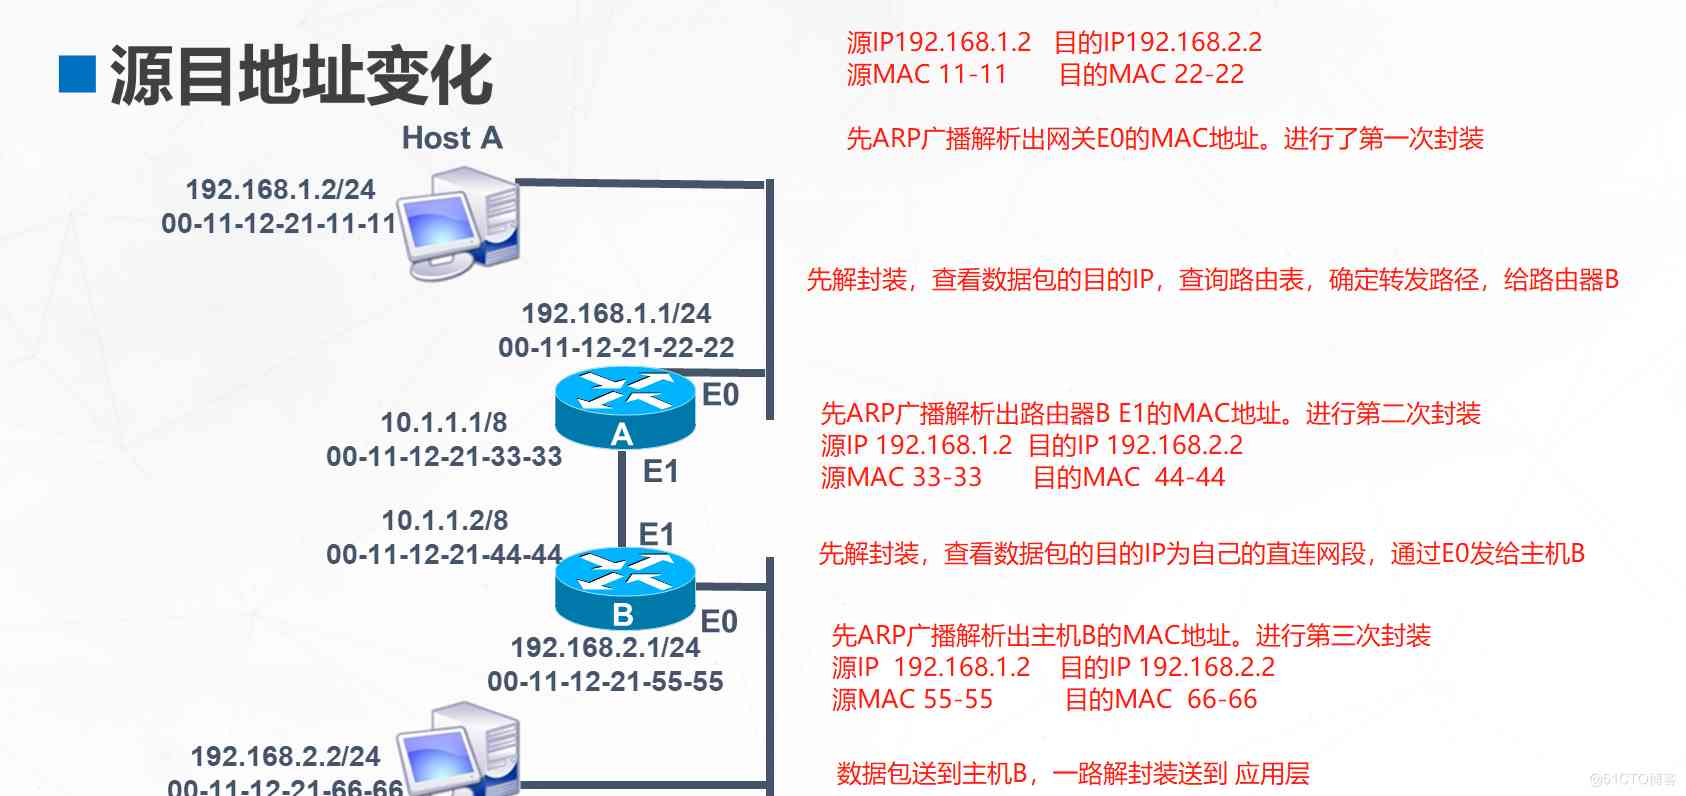 源目地址变化
源IP192.168.1.2 目的IP192.168.2.2
源MAC 11-11 目的MAC 22-22
Host A
先ARP广播解析出网关E0的MAC地址。进行了第一次封装
192.168.1.2/24
00-11-12-21-11-11
先解封装，查看数据包的目的IP，查询路由表，确定转发路径，给路由器B
192.168.1.1/24
00-11-12-21-22-22
E0
A
10.1.1.1/8
00-11-12-21-33-33
E1
先ARP广播解析出路由器B E1的MAC地址。进行第二次封装
源IP 192.168.1.2 目的IP 192.168.2.2
源MAC 33-33 目的MAC 44-44
10.1.1.2/8
00-11-12-21-44-44
E1
先解封装，查看数据包的目的IP为自己的直连网段，通过E0发给主机B
B
E0
192.168.2.1/24
00-11-12-21-55-55
先ARP广播解析出主机B的MAC地址。进行第三次封装
源IP 192.168.1.2 目的IP 192.168.2.2
源MAC 55-55 目的MAC 66-66
192.168.2.2/24
00-11-12-21-66-66
数据包送到主机B，一路解封装送到 应用层
@51CTO博客